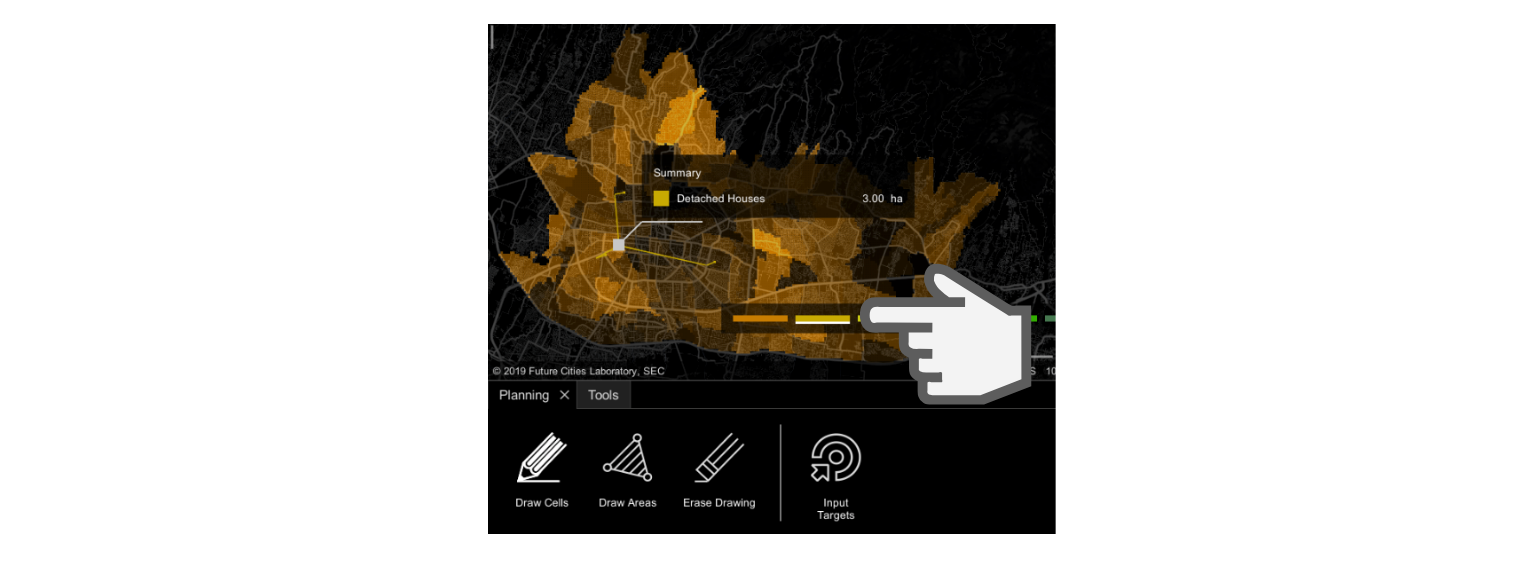 Summary
Detached Houses 3.00 ha
© 2019 Future Cities Laboratory, SEC
S 10
Planning ✕ Tools
Draw Cells Draw Areas Erase Drawing Input
Targets